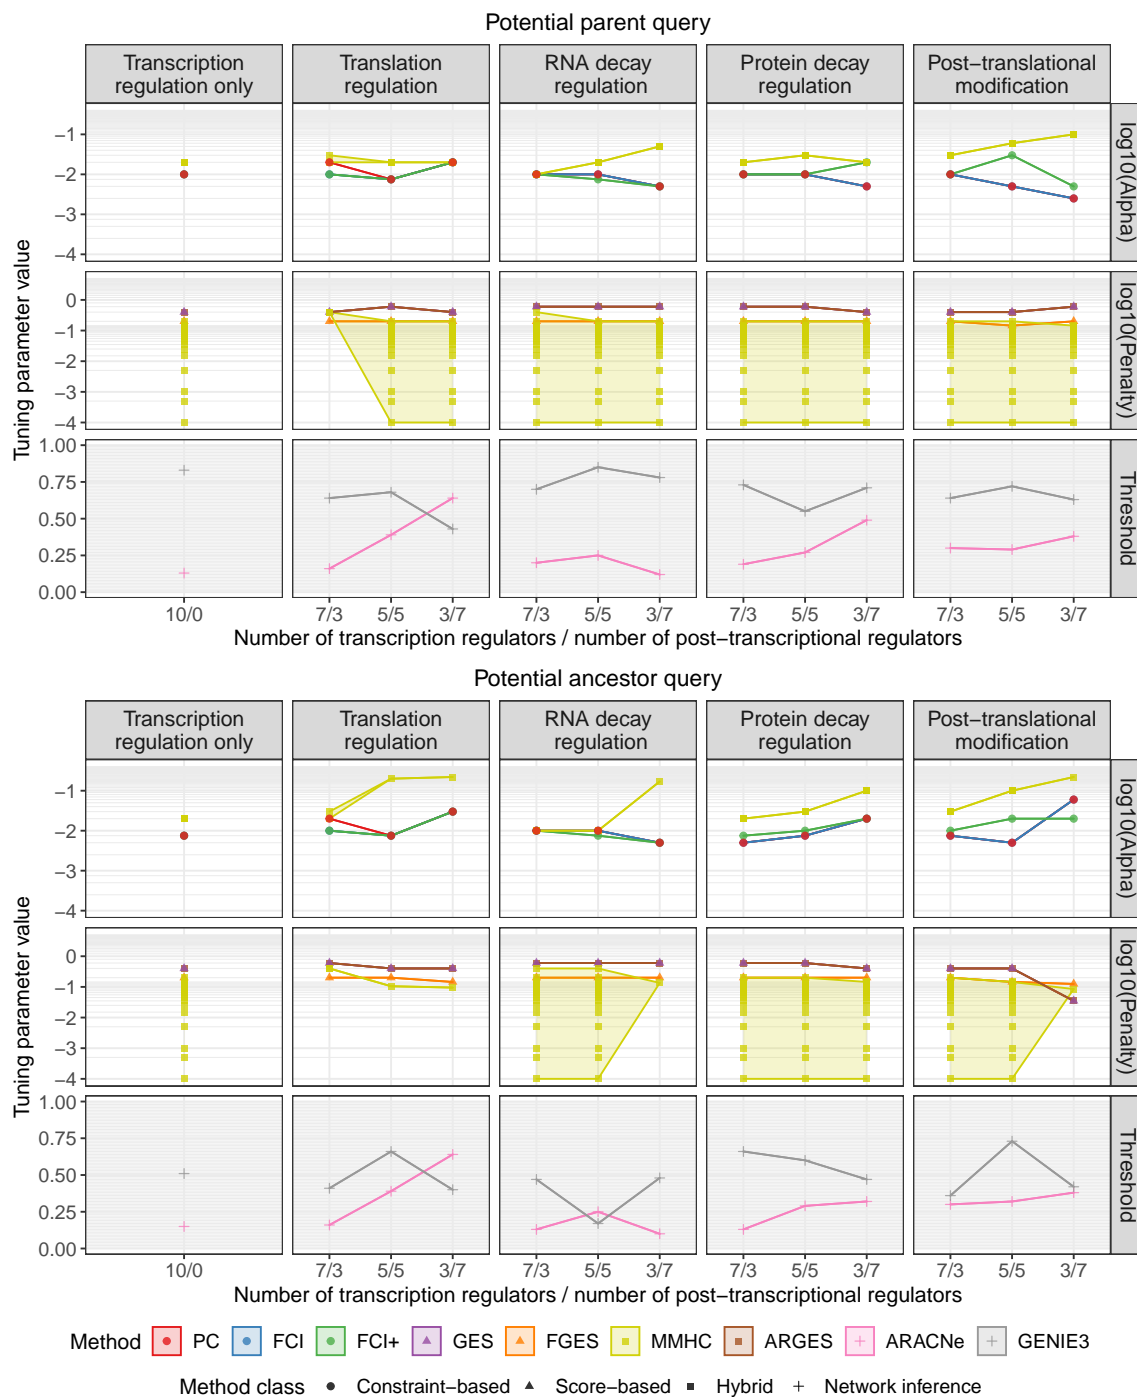 Potential parent query
Transcription regulation only
Translation regulation
RNA decay regulation
Protein decay regulation
Post−translational modification
Tuning parameter value
−1
−2
−3
−4
log10(Alpha)
0
−1
−2
−3
−4
log10(Penalty)
1.00
0.75
0.50
0.25
0.00
Threshold
10/0
7/3 5/5 3/7
7/3 5/5 3/7
7/3 5/5 3/7
7/3 5/5 3/7
Number of transcription regulators / number of post−transcriptional regulators
Potential ancestor query
Transcription regulation only
Translation regulation
RNA decay regulation
Protein decay regulation
Post−translational modification
Tuning parameter value
−1
−2
−3
−4
log10(Alpha)
0
−1
−2
−3
−4
log10(Penalty)
1.00
0.75
0.50
0.25
0.00
Threshold
10/0
7/3 5/5 3/7
7/3 5/5 3/7
7/3 5/5 3/7
7/3 5/5 3/7
Number of transcription regulators / number of post−transcriptional regulators
Method PC FCI FCI+ GES FGES MMHC ARGES ARACNe GENIE3
Method class Constraint−based Score−based Hybrid Network inference